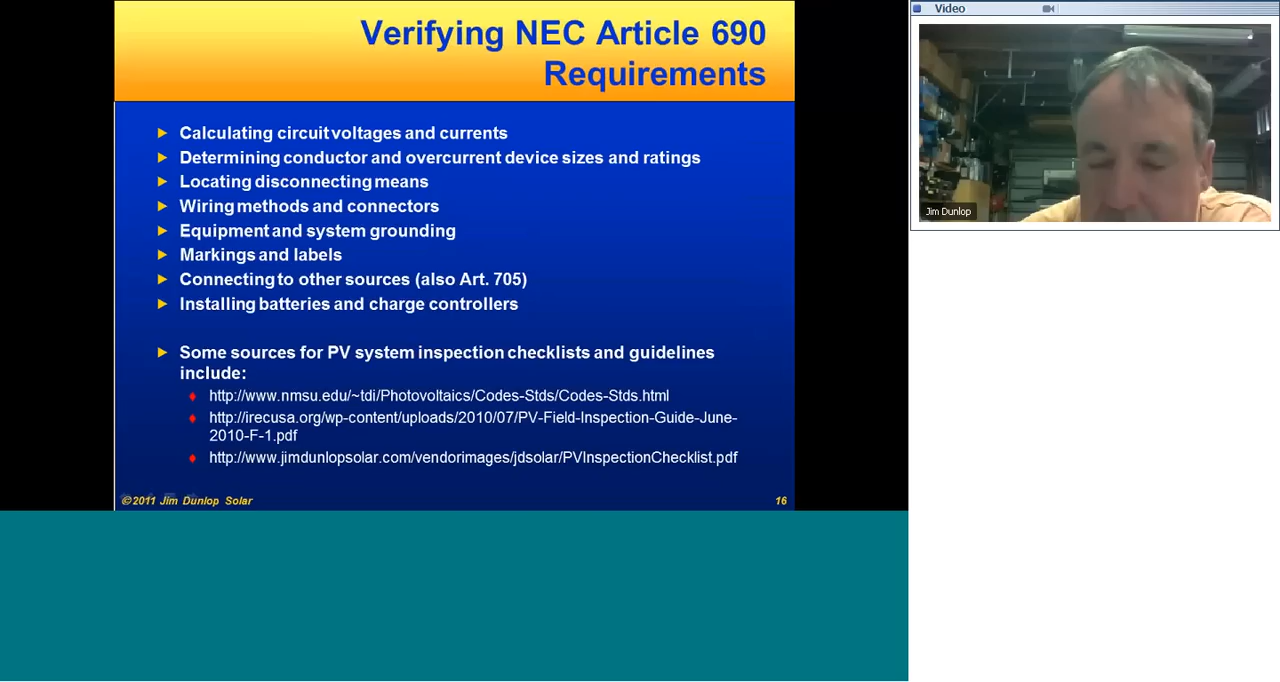 Verifying NEC Article 690
Requirements
Calculating circuit voltages and currents
Determining conductor and overcurrent device sizes and ratings
Locating disconnecting means
Wiring methods and connectors
Equipment and system grounding
Markings and labels
Connecting to other sources (also Art. 705)
Installing batteries and charge controllers
Some sources for PV system inspection checklists and guidelines
include:
http://www.nmsu.edu/~tdi/Photovoltaics/Codes-Stds/Codes-Stds.html
http://irecusa.org/wp-content/uploads/2010/07/PV-Field-Inspection-Guide-June-
2010-F-1.pdf
http://www.jimdunlopsolar.com/vendorimages/jdsolar/PVInspectionChecklist.pdf
©2011 Jim Dunlop Solar
16
Video
Jim Dunlop